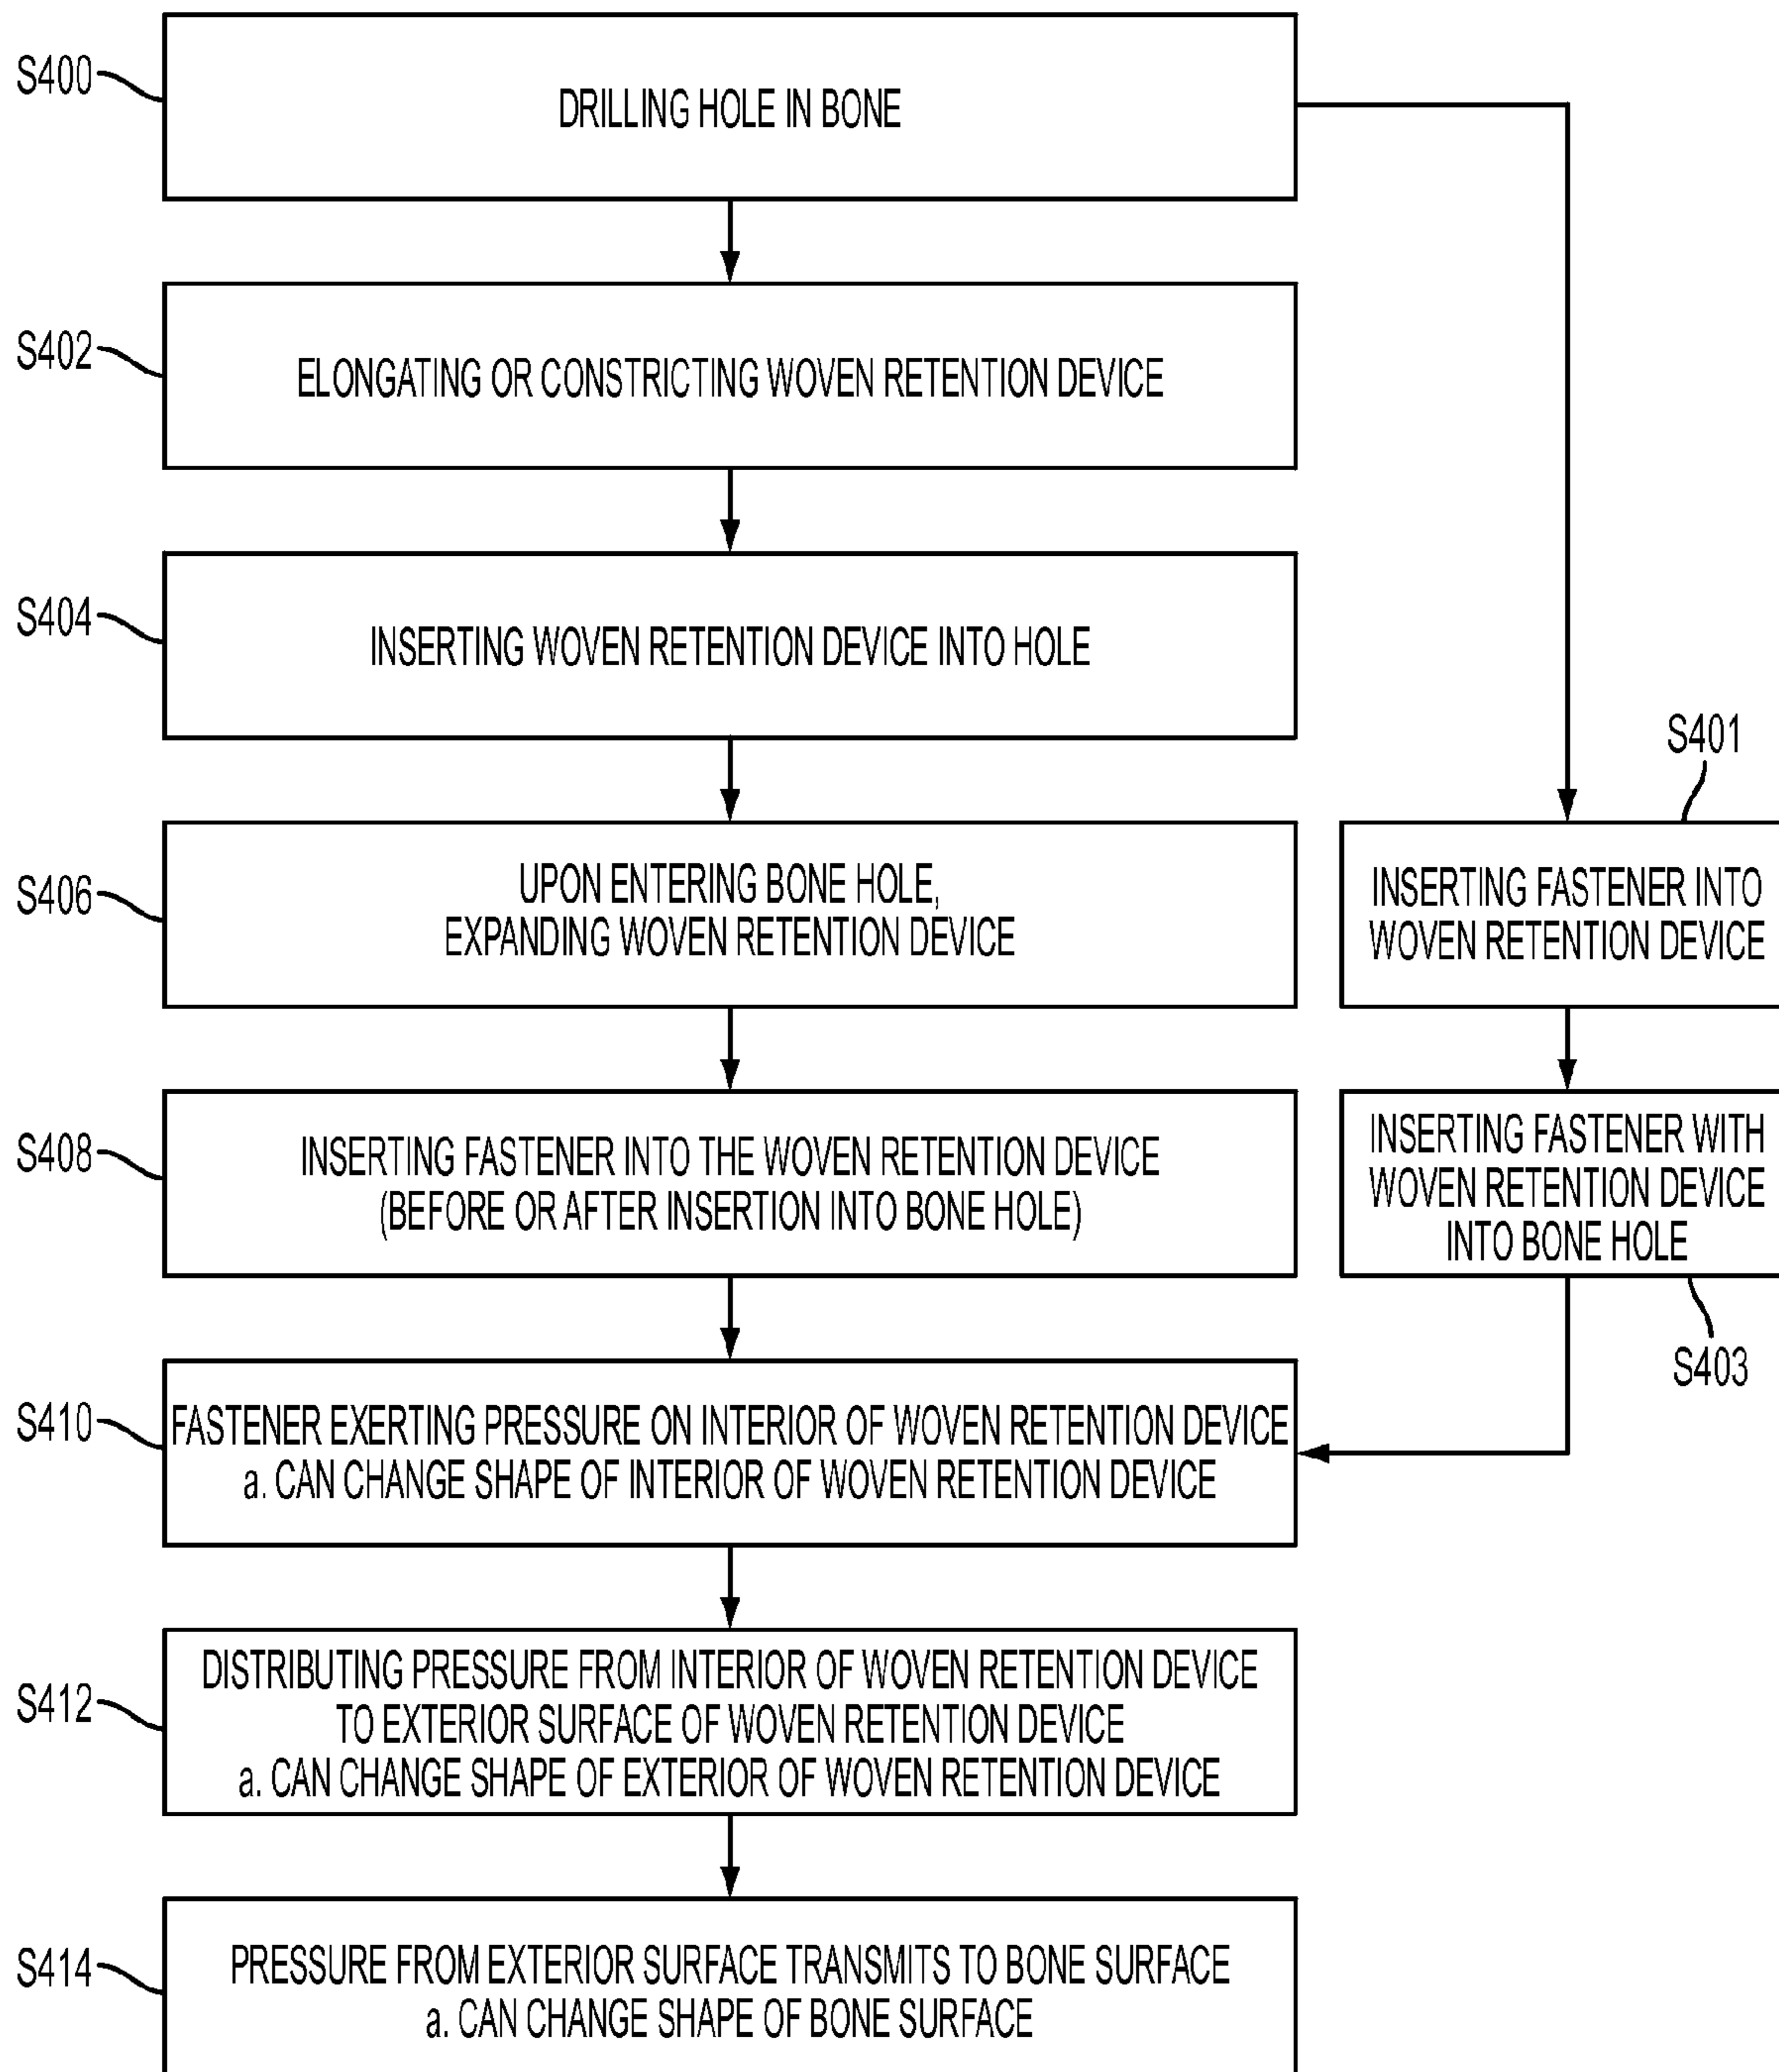 S400
DRILLING HOLE IN BONE
S402
ELONGATING OR CONSTRICTING WOVEN RETENTION DEVICE
S404
INSERTING WOVEN RETENTION DEVICE INTO HOLE
S406
UPON ENTERING BONE HOLE,
EXPANDING WOVEN RETENTION DEVICE
S401
INSERTING FASTENER INTO
WOVEN RETENTION DEVICE
S408
INSERTING FASTENER INTO THE WOVEN RETENTION DEVICE
(BEFORE OR AFTER INSERTION INTO BONE HOLE)
INSERTING FASTENER WITH
WOVEN RETENTION DEVICE
INTO BONE HOLE
S403
S410
FASTENER EXERTING PRESSURE ON INTERIOR OF WOVEN RETENTION DEVICE
a. CAN CHANGE SHAPE OF INTERIOR OF WOVEN RETENTION DEVICE
S412
DISTRIBUTING PRESSURE FROM INTERIOR OF WOVEN RETENTION DEVICE
TO EXTERIOR SURFACE OF WOVEN RETENTION DEVICE
a. CAN CHANGE SHAPE OF EXTERIOR OF WOVEN RETENTION DEVICE
S414
PRESSURE FROM EXTERIOR SURFACE TRANSMITS TO BONE SURFACE
a. CAN CHANGE SHAPE OF BONE SURFACE